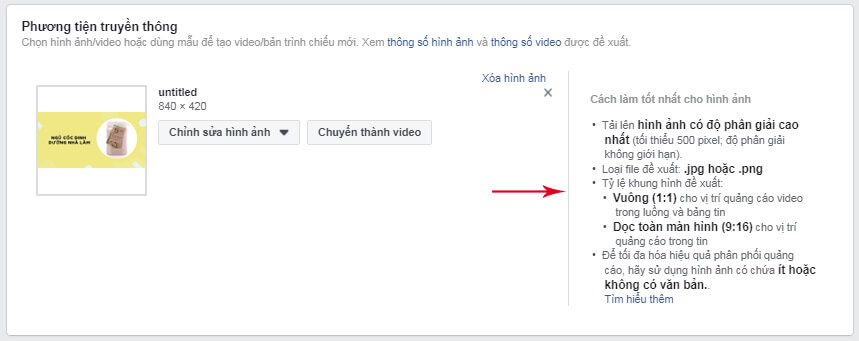 Phương tiện truyền thông
Chọn hình ảnh/video hoặc dùng mẫu để tạo video/bản trình chiếu mới. Xem thông số hình ảnh và thông số video được đề xuất.
Xóa hình ảnh
untitled
840 × 420
Chỉnh sửa hình ảnh
Chuyển thành video
NGŨ CỐC DINH
DƯỠNG NHÀ LÀM
Cách làm tốt nhất cho hình ảnh
• Tải lên hình ảnh có độ phân giải cao
nhất (tối thiểu 500 pixel; độ phân giải
không giới hạn).
• Loại file đề xuất: .jpg hoặc .png
• Tỷ lệ khung hình đề xuất:
• Vuông (1:1) cho vị trí quảng cáo video
trong luồng và bảng tin
• Dọc toàn màn hình (9:16) cho vị trí
quảng cáo trong tin
• Để tối đa hóa hiệu quả phân phối quảng
cáo, hãy sử dụng hình ảnh có chứa ít hoặc
không có văn bản..
Tìm hiểu thêm